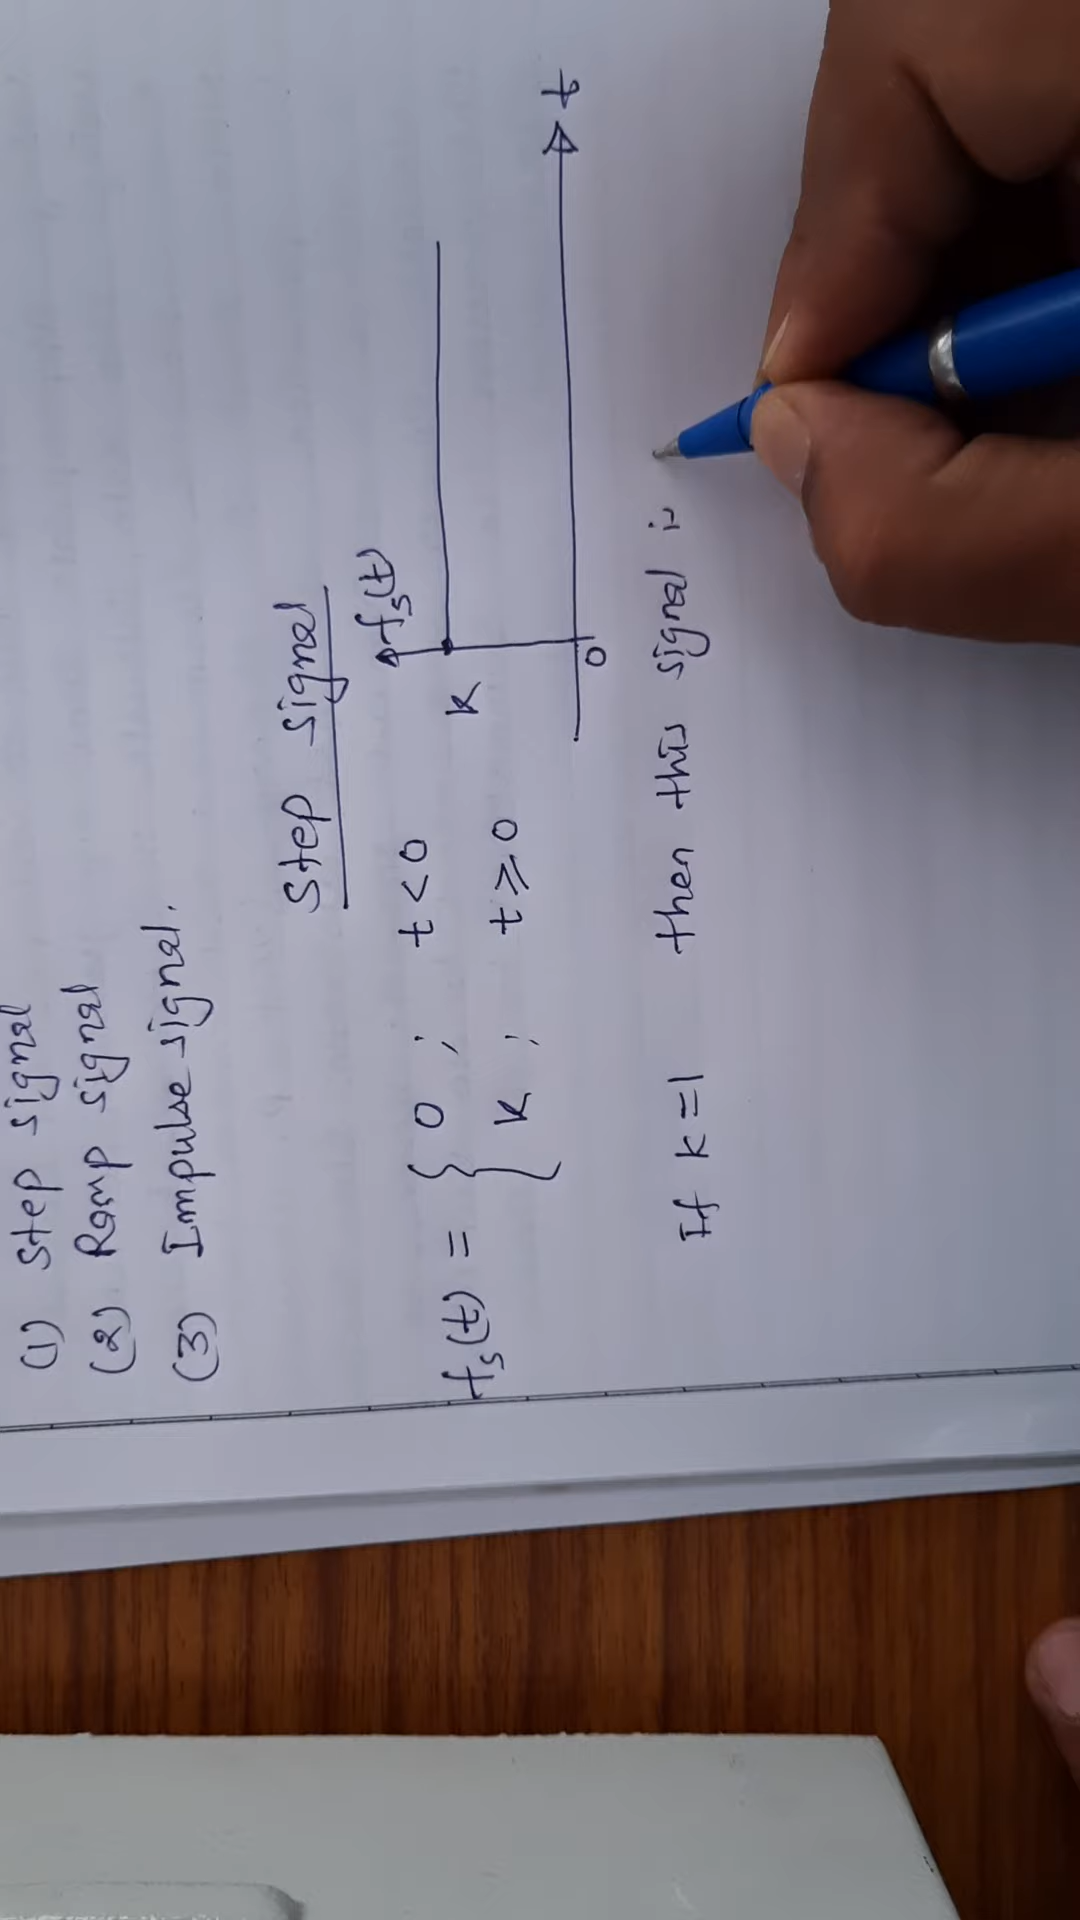 (1) Step signal
(2) Ramp signal
(3) Impulse signal.
Step signal
fs(t) = { 0 ; t < 0
K ; t ≥ 0
fs(t)
K
0
t
If K = 1 then this signal is